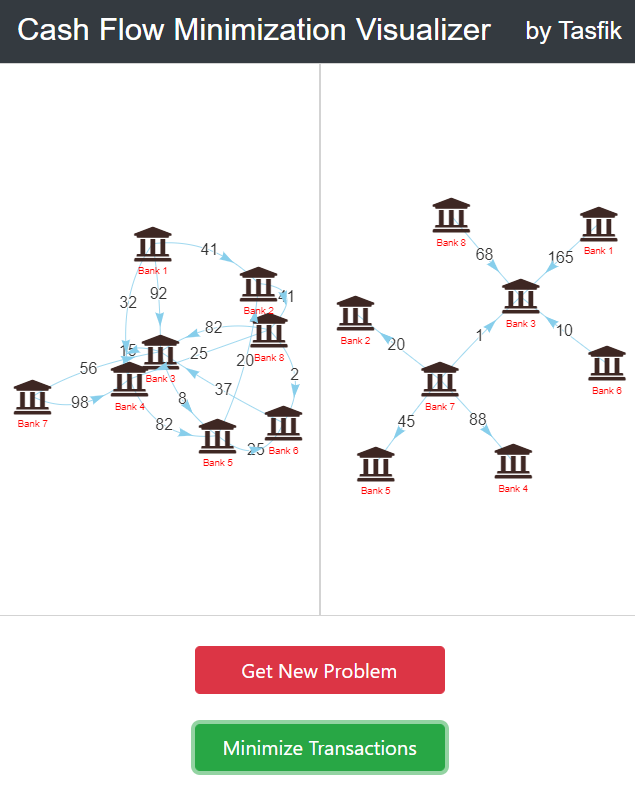 Cash Flow Minimization Visualizer by Tasfik
41
Bank 1
92
32
Bank 2
41
82
15
25
20
Bank 8
56
Bank 3
2
98
Bank 4
8
37
Bank 7
82
Bank 5
25
Bank 6
Bank 8
68
165
Bank 1
Bank 3
Bank 2
20
1
10
Bank 7
Bank 6
45
88
Bank 5
Bank 4
Get New Problem
Minimize Transactions